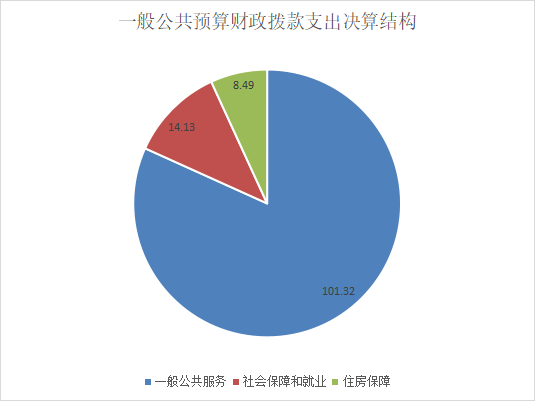 一般公共预算财政拨款支出决算结构
8.49
14.13
101.32
一般公共服务 社会保障和就业 住房保障